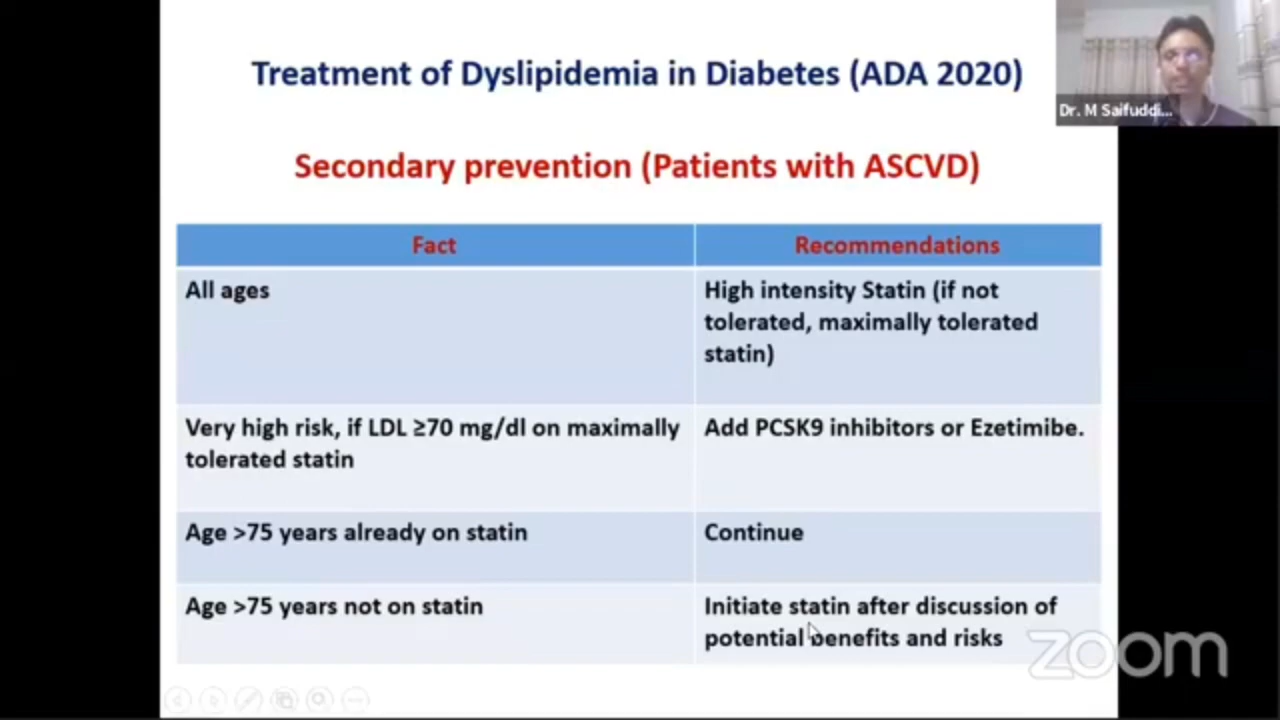 Treatment of Dyslipidemia in Diabetes (ADA 2020)
Dr. M Saifuddi...
Secondary prevention (Patients with ASCVD)
Fact
Recommendations
All ages
High intensity Statin (if not
tolerated, maximally tolerated
statin)
Very high risk, if LDL ≥70 mg/dl on maximally
tolerated statin
Add PCSK9 inhibitors or Ezetimibe.
Age >75 years already on statin
Continue
Age >75 years not on statin
Initiate statin after discussion of
potential benefits and risks
zoom